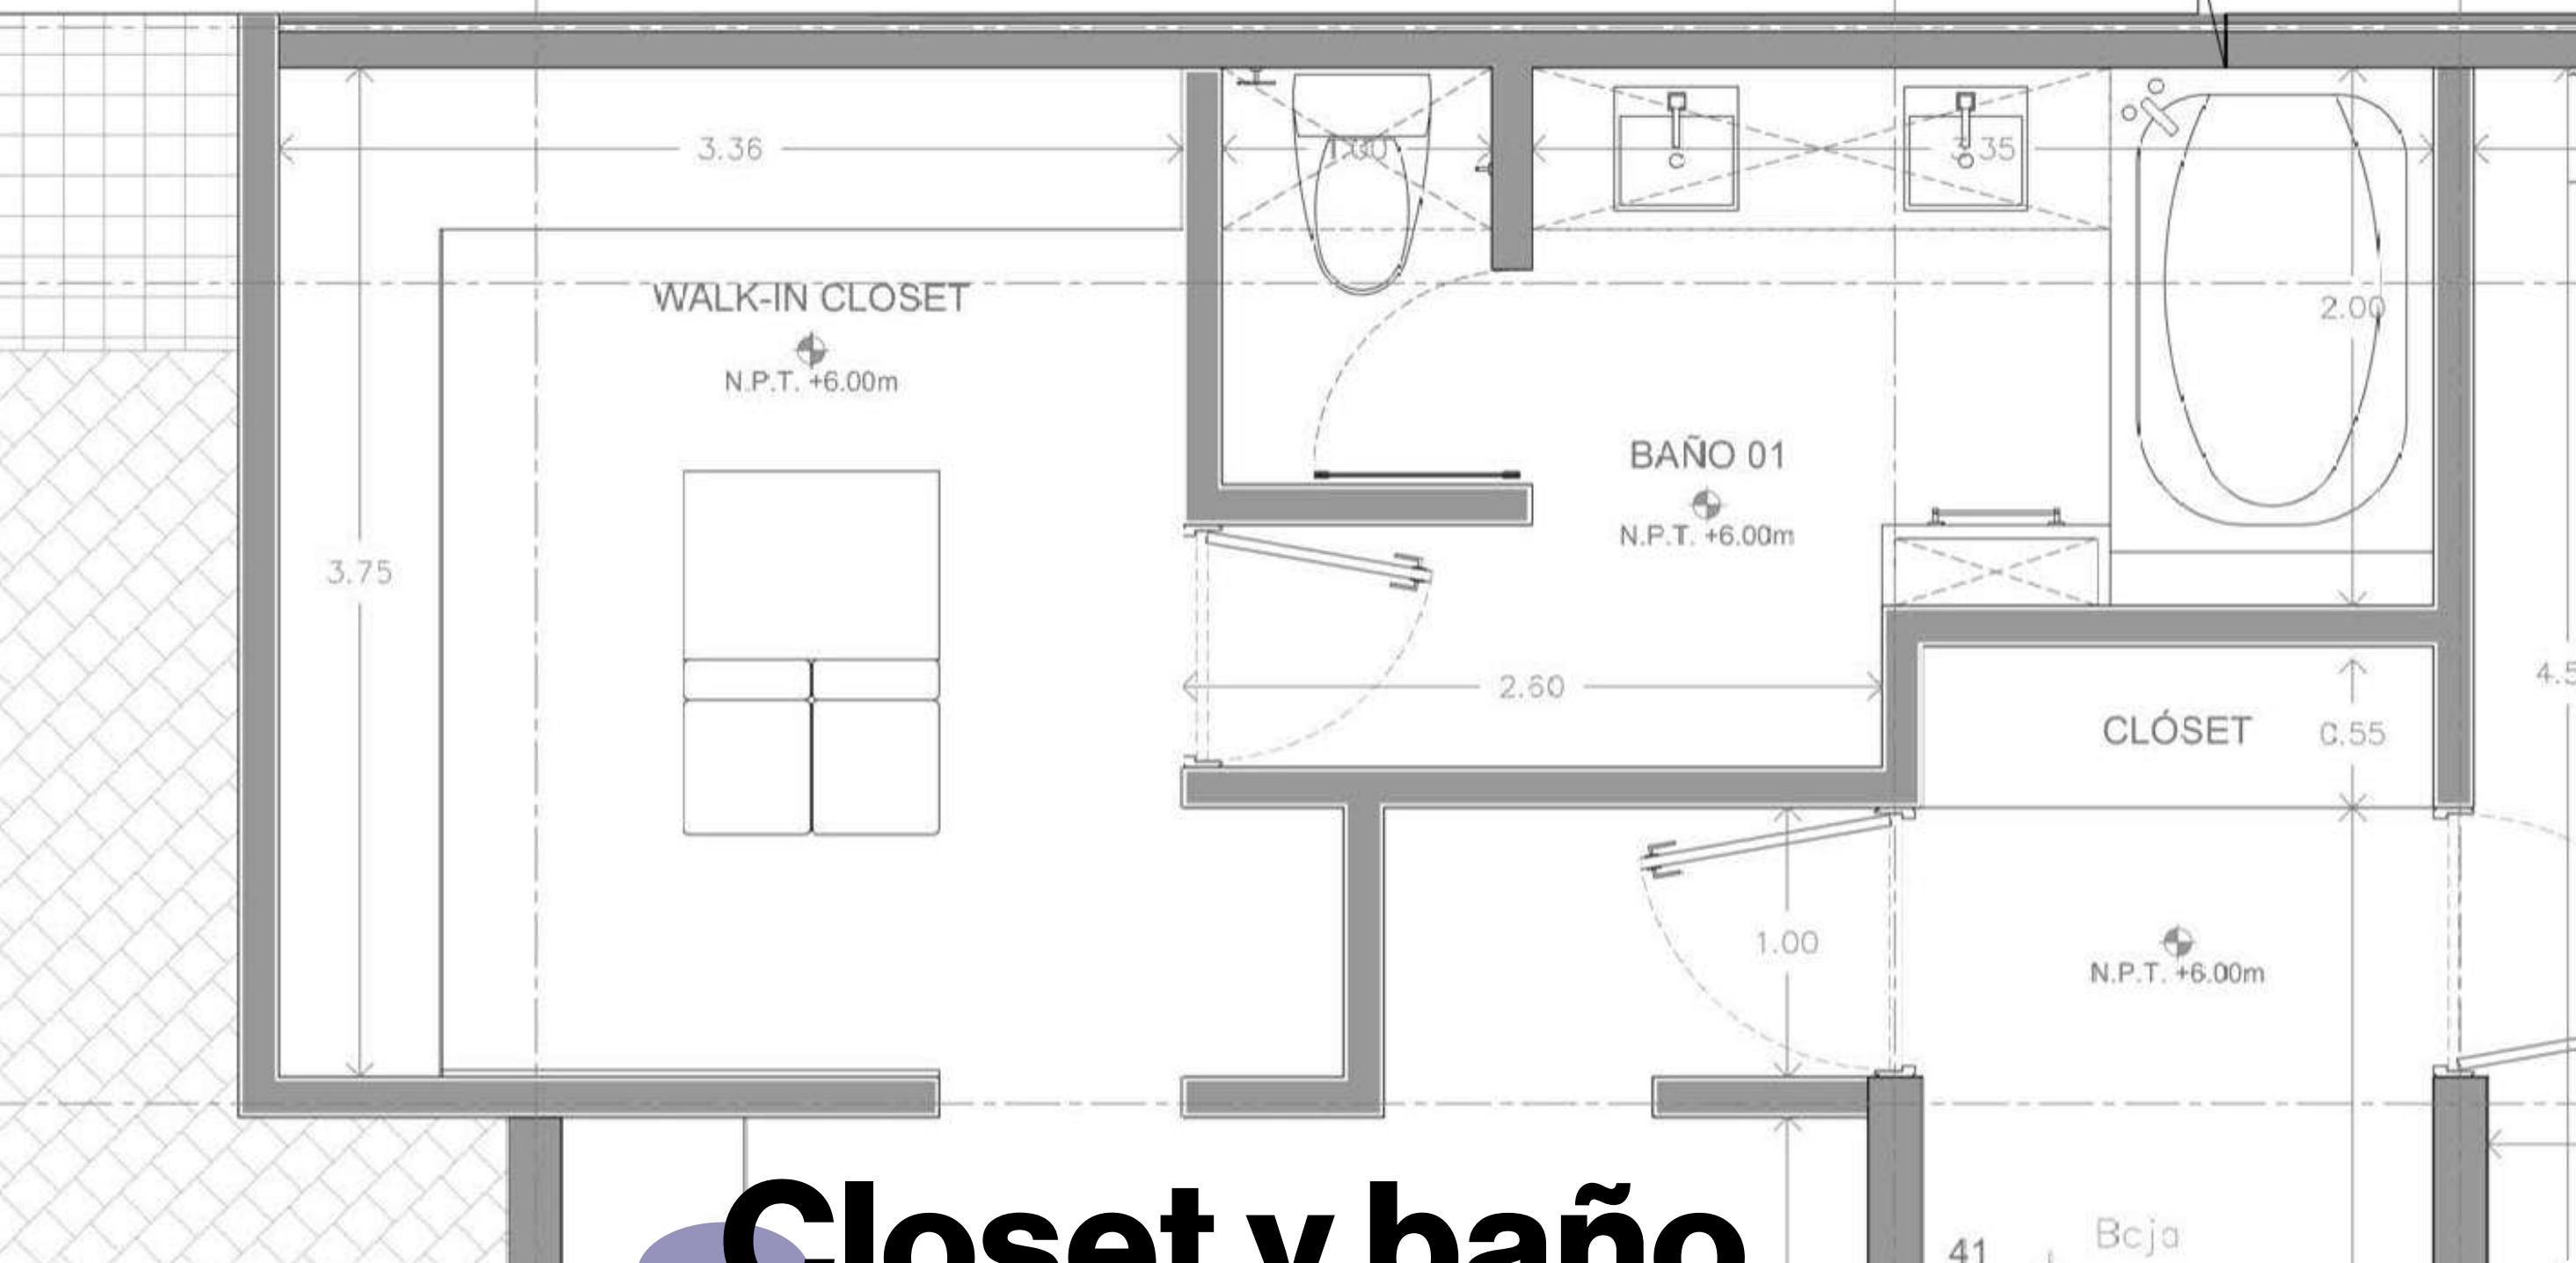 3.36
1.00
3.35
WALK-IN CLOSET
N.P.T. +6.00m
2.00
BAÑO 01
N.P.T. +6.00m
3.75
2.60
CLÓSET
0.55
1.00
N.P.T. +6.00m
Closet y baño
41